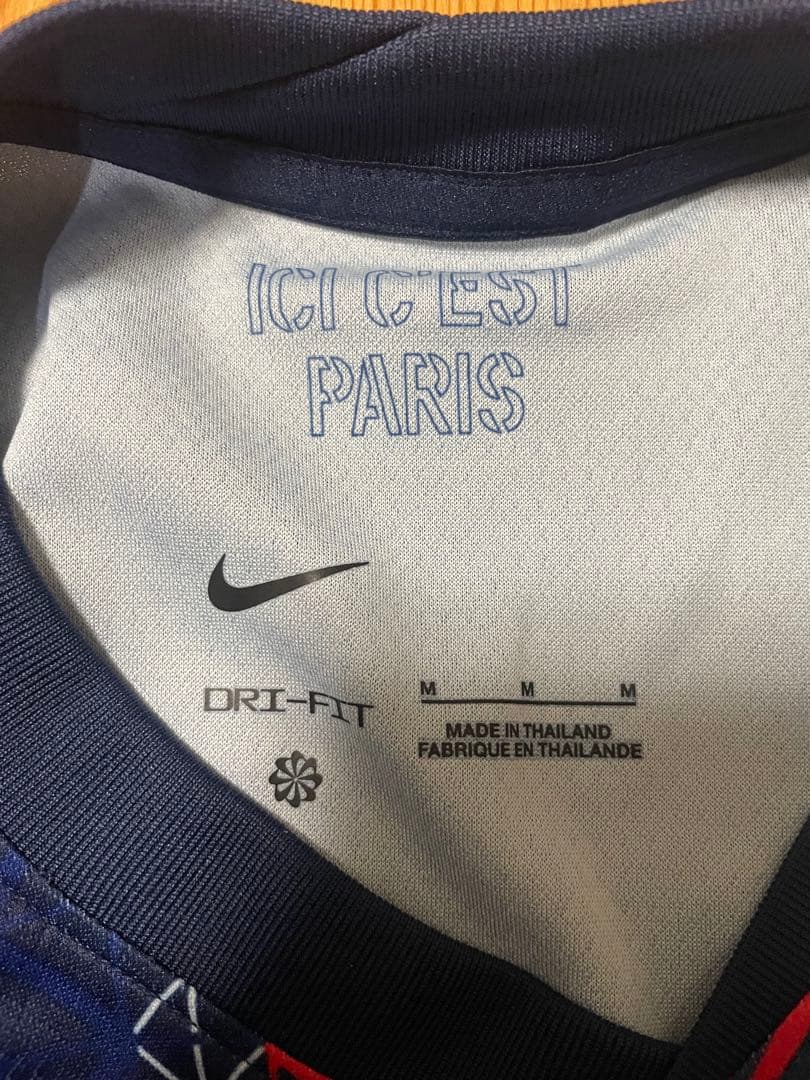 ICI C'EST
PARIS
DRI-FIT
M M M
MADE IN THAILAND
FABRIQUE EN THAILANDE